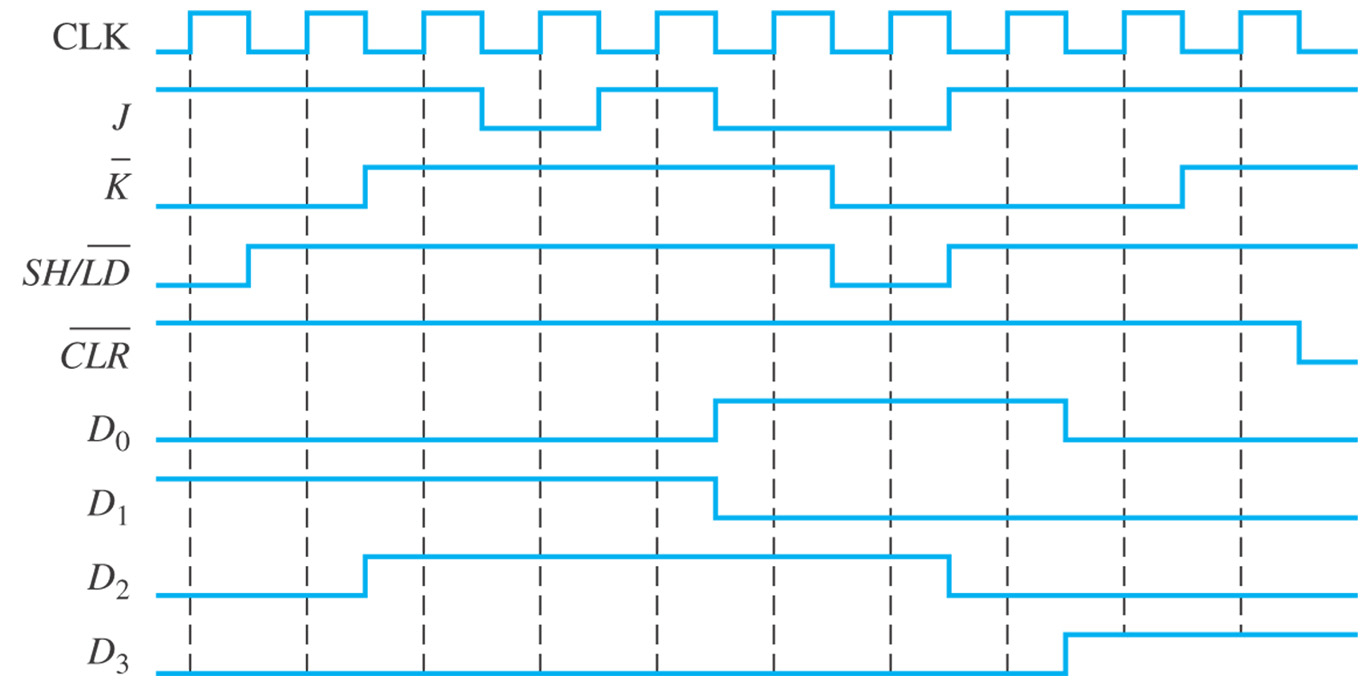 CLK
J
K̅
SH/L̅D̅
C̅L̅R̅
D₀
D₁
D₂
D₃